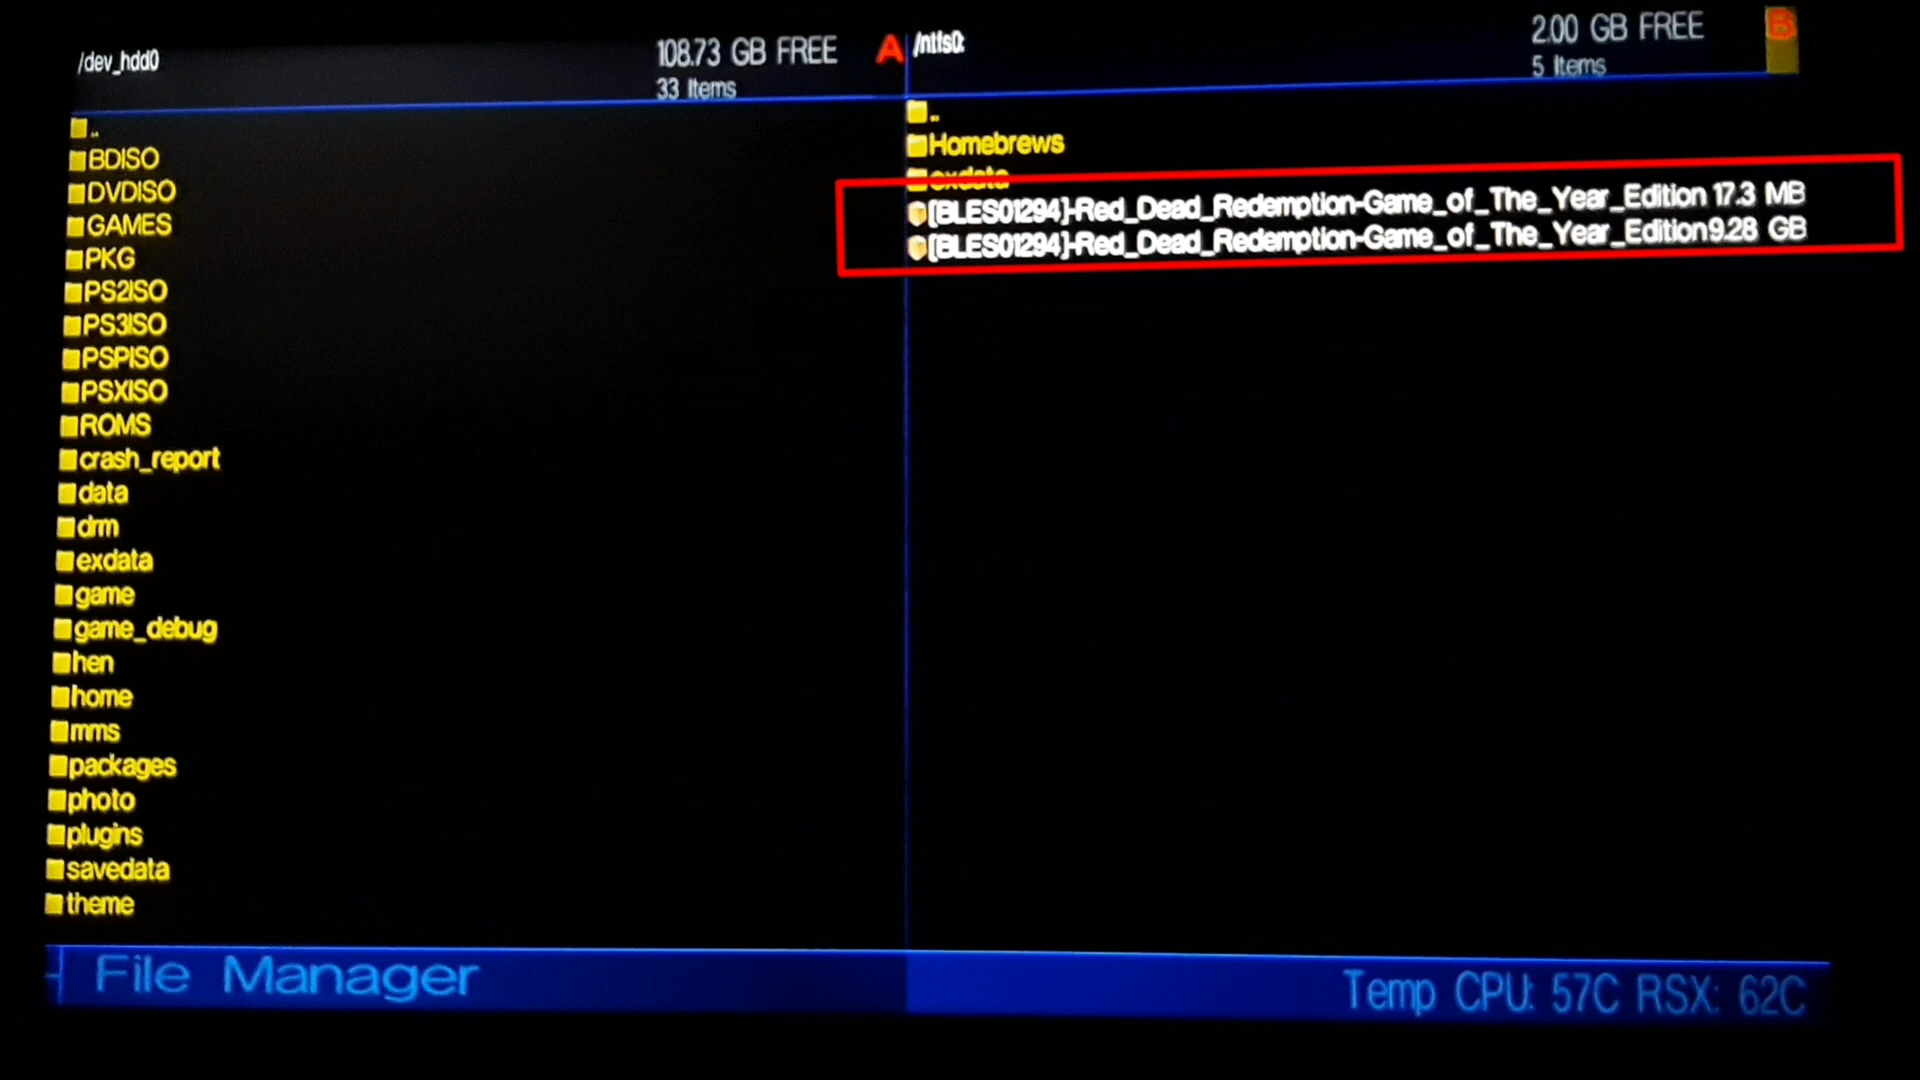 /dev_hdd0
108.73 GB FREE
33 Items
A
/ntfs0:
2.00 GB FREE
5 Items
B
..
BDISO
DVDISO
GAMES
PKG
PS2ISO
PS3ISO
PSPISO
PSXISO
ROMS
crash_report
data
drm
exdata
game
game_debug
hen
home
mms
packages
photo
plugins
savedata
theme
..
Homebrews
exdata
[BLES01294]-Red_Dead_Redemption-Game_of_The_Year_Edition 17.3 MB
[BLES01294]-Red_Dead_Redemption-Game_of_The_Year_Edition9.28 GB
File Manager
Temp CPU: 57C RSX: 62C